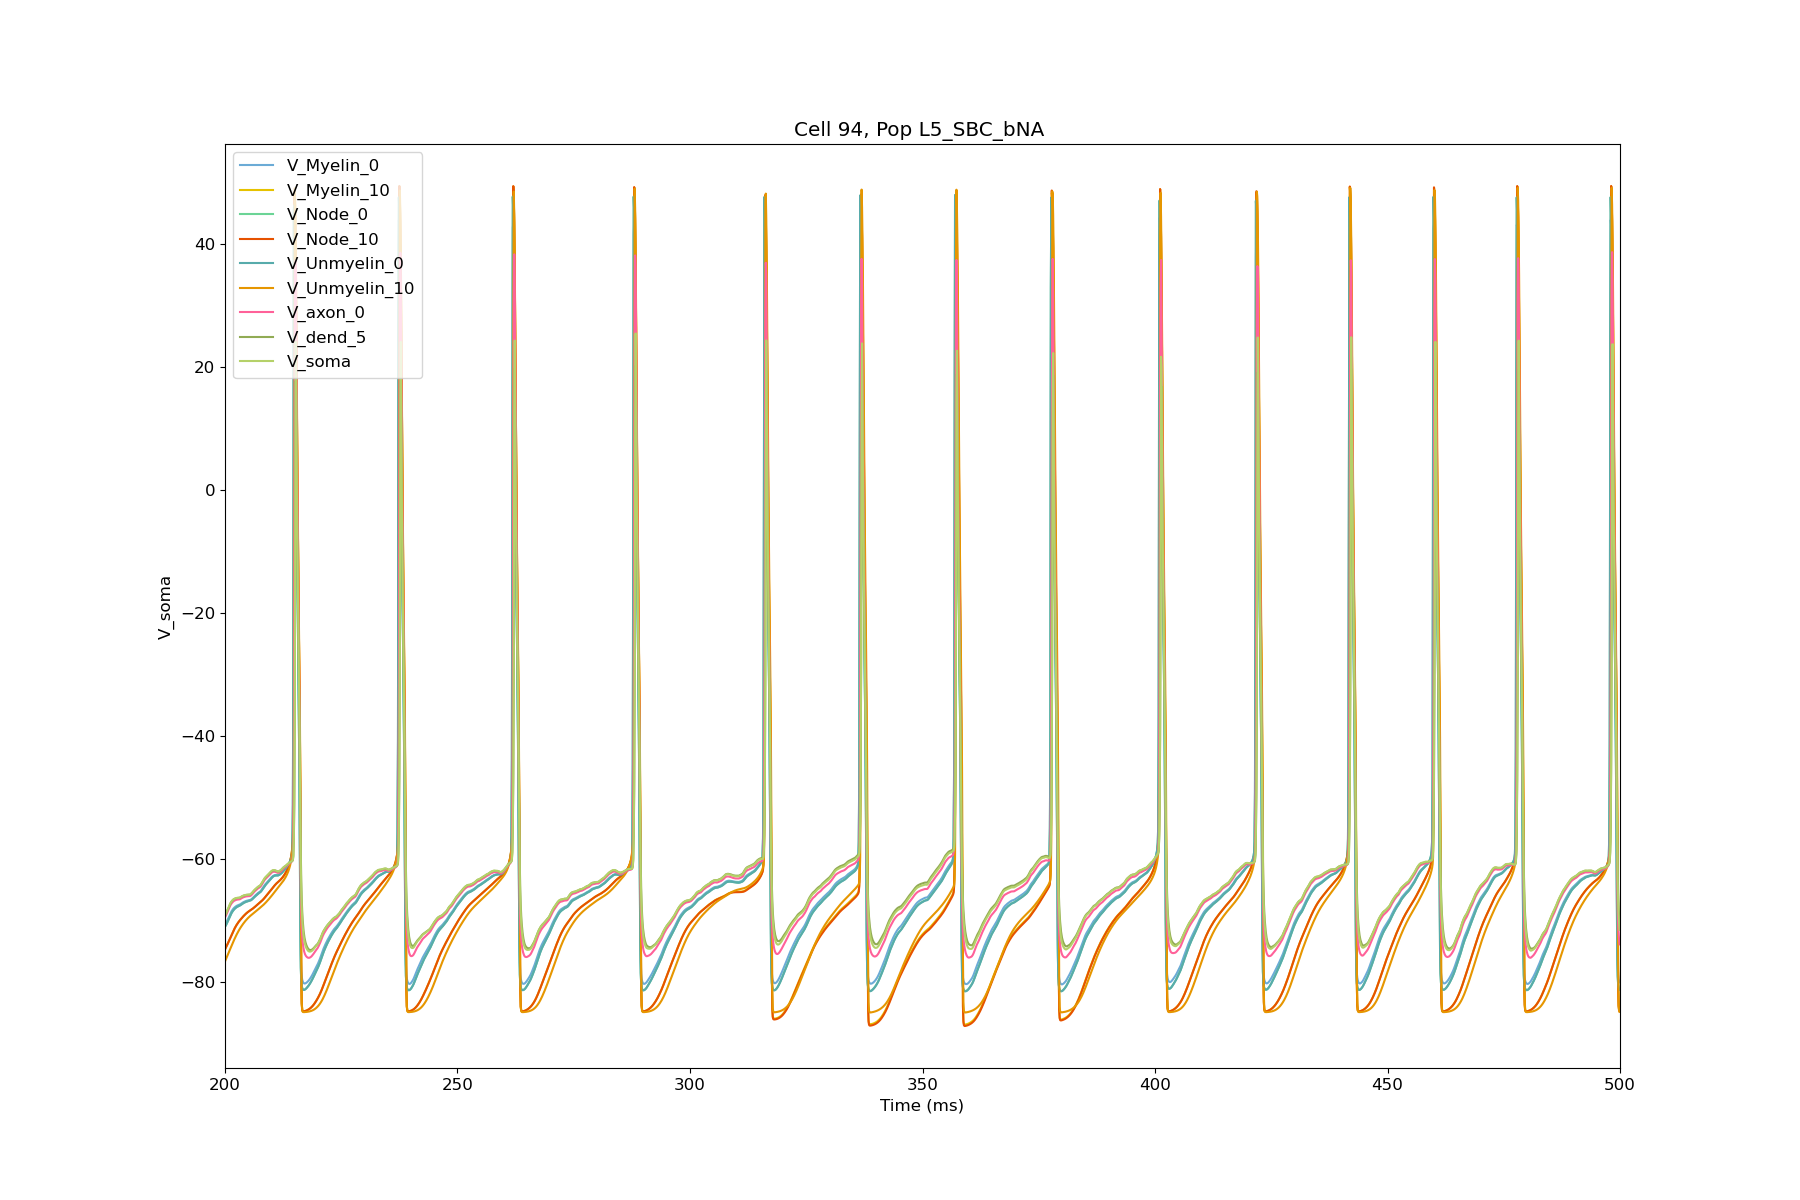 Cell 94, Pop L5_SBC_bNA
V_Myelin_0
V_Myelin_10
V_Node_0
V_Node_10
V_Unmyelin_0
V_Unmyelin_10
V_axon_0
V_dend_5
V_soma
40
20
0
−20
−40
−60
−80
V_soma
200 250 300 350 400 450 500
Time (ms)